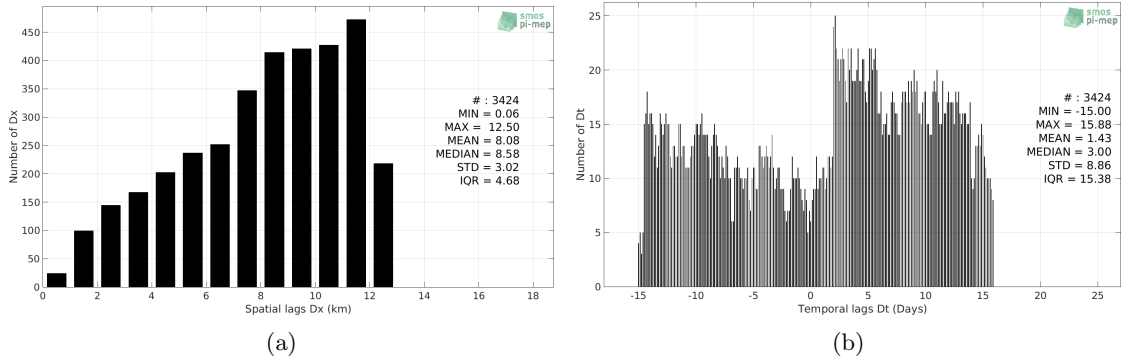 450
400
350
300
250
200
150
100
50
0
Number of Dx
0 2 4 6 8 10 12 14 16 18
Spatial lags Dx (km)
smos
pi-mep
# : 3424
MIN = 0.06
MAX = 12.50
MEAN = 8.08
MEDIAN = 8.58
STD = 3.02
IQR = 4.68
(a)
25
20
15
10
5
0
Number of Dt
-15 -10 -5 0 5 10 15 20 25
Temporal lags Dt (Days)
smos
pi-mep
# : 3424
MIN = -15.00
MAX = 15.88
MEAN = 1.43
MEDIAN = 3.00
STD = 8.86
IQR = 15.38
(b)